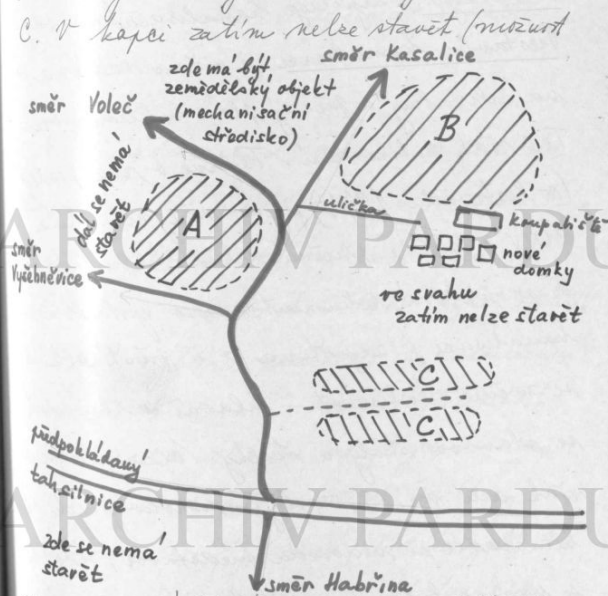 C. V kapci zatím nelze stavět (možnost
směr Kasalice
zde má být
zemědělský objekt
(mechanisační
středisko)
směr Voleč
B
dál se nemá
stavět
A
ulička
koupaliště
nové
domky
směr
Vyšehněvice
ve svahu
zatím nelze stavět
C
C
předpokládaný
tah silnice
zde se nemá
stavět
směr Habřina
ARCHIV PARDU
ARCHIV PARDU